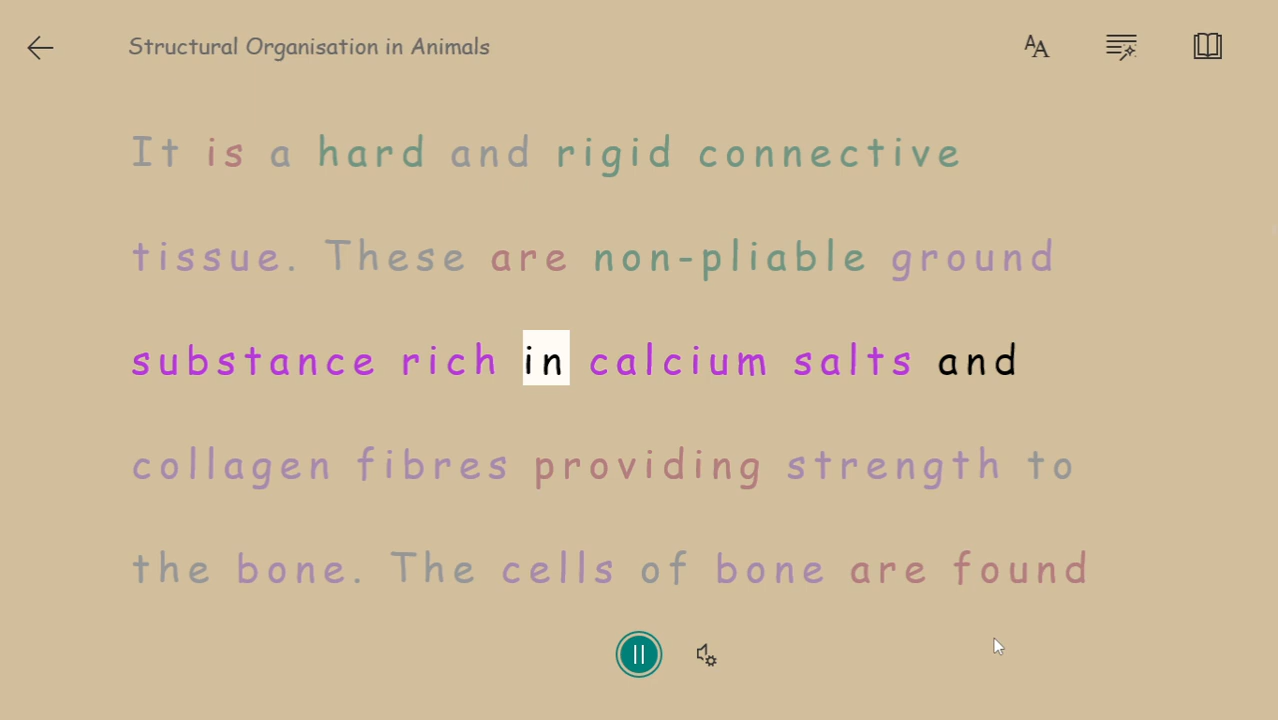 Structural Organisation in Animals
It is a hard and rigid connective
tissue. These are non-pliable ground
substance rich in calcium salts and
collagen fibres providing strength to
the bone. The cells of bone are found